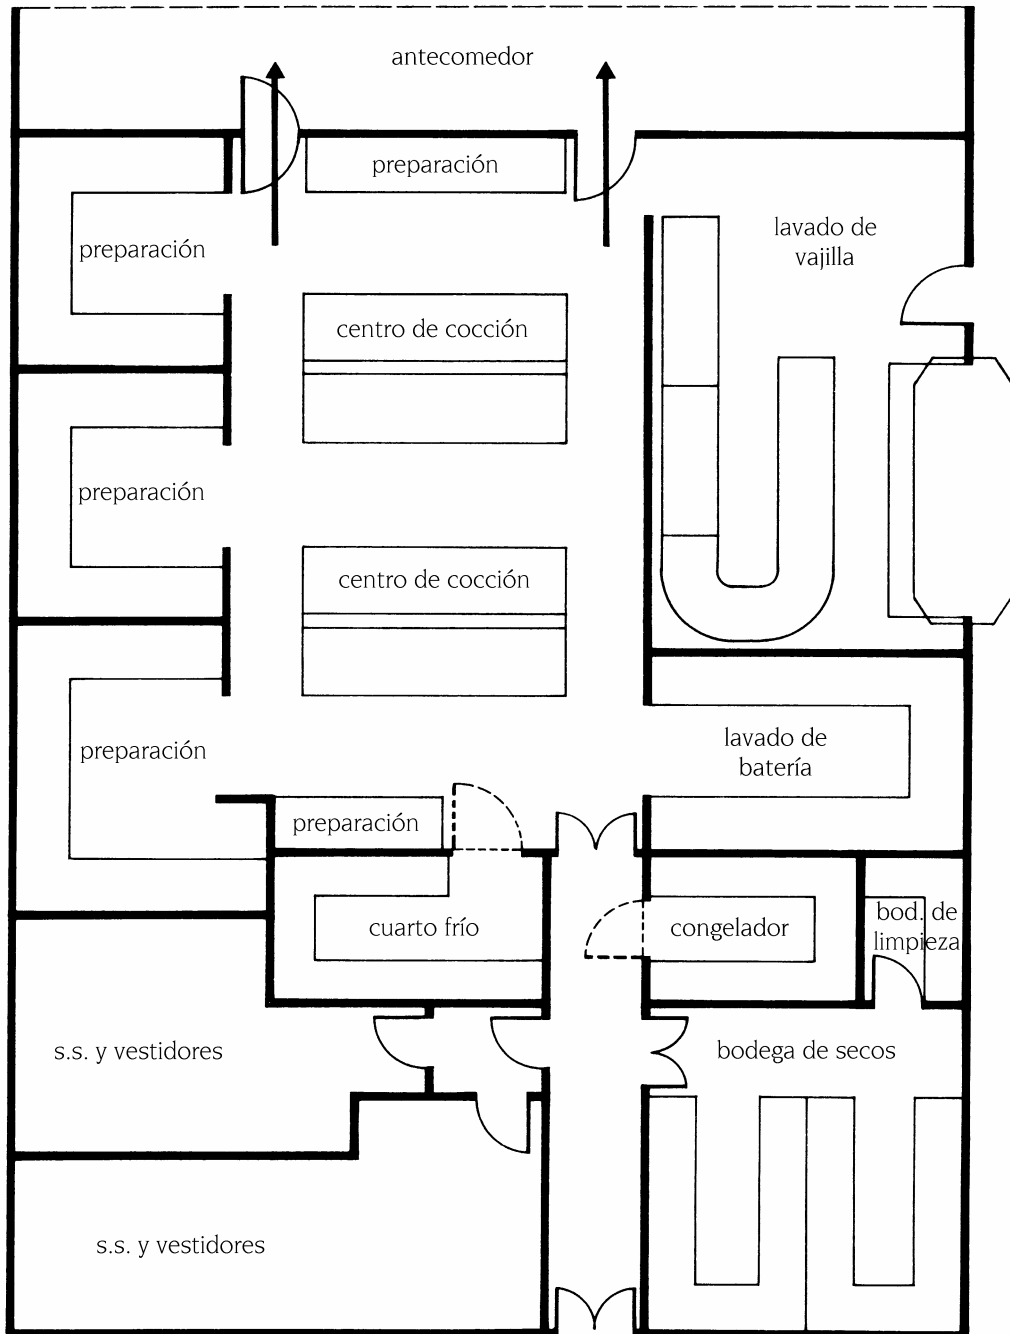 antecomedor
preparación
lavado de
vajilla
preparación
centro de cocción
preparación
centro de cocción
preparación
lavado de
batería
preparación
cuarto frío
congelador
bod. de
limpieza
s.s. y vestidores
bodega de secos
s.s. y vestidores